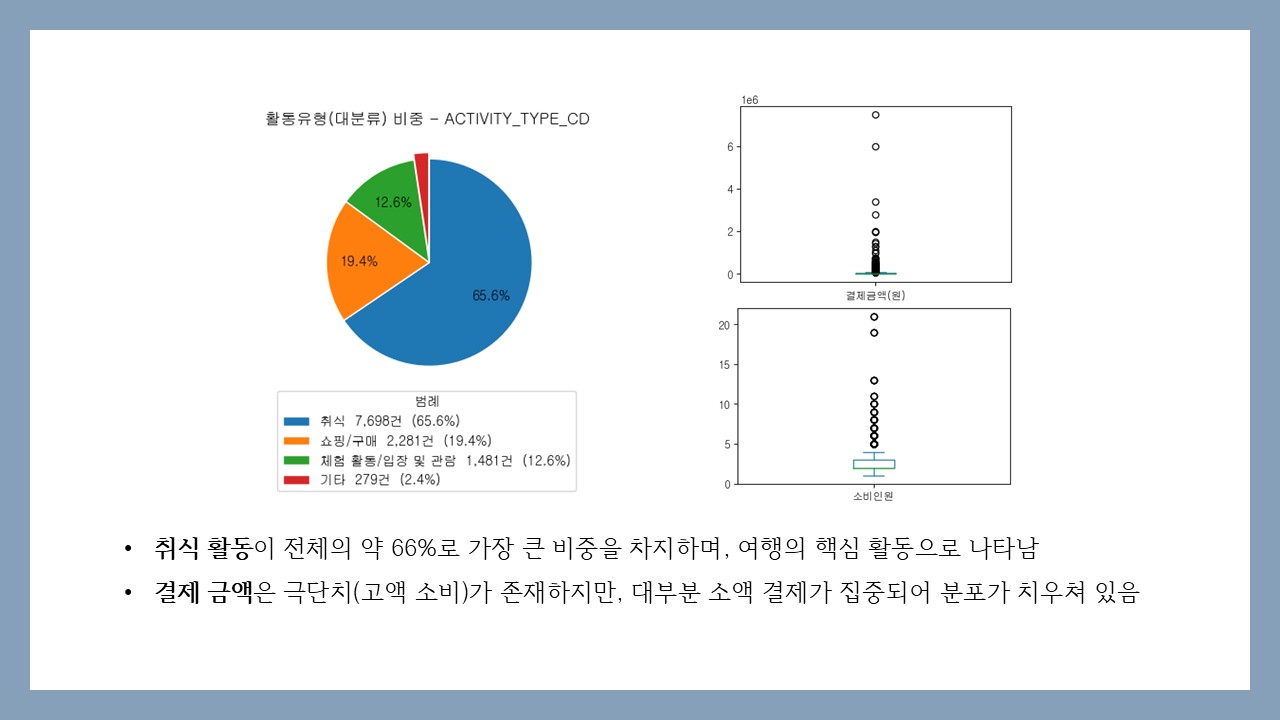 활동유형(대분류) 비중 - ACTIVITY_TYPE_CD
12.6%
19.4%
65.6%
범례
취식 7,698건 (65.6%)
쇼핑/구매 2,281건 (19.4%)
체험 활동/입장 및 관람 1,481건 (12.6%)
기타 279건 (2.4%)
1e6
6
4
2
0
결제금액(원)
20
15
10
5
0
소비인원
• 취식 활동이 전체의 약 66%로 가장 큰 비중을 차지하며, 여행의 핵심 활동으로 나타남
• 결제 금액은 극단치(고액 소비)가 존재하지만, 대부분 소액 결제가 집중되어 분포가 치우쳐 있음